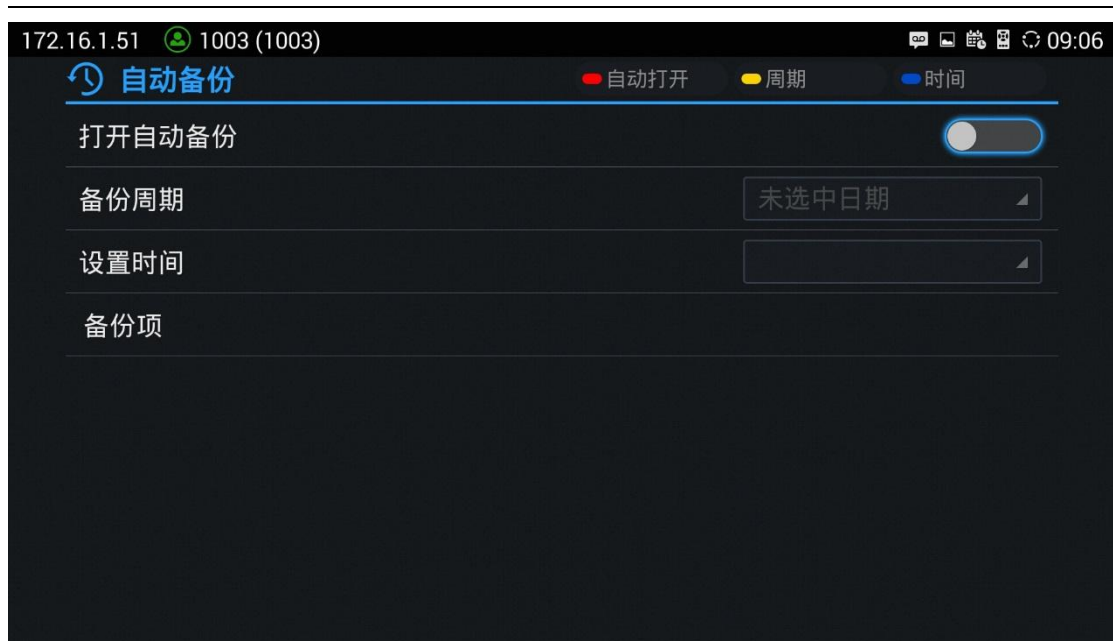 172.16.1.51 1003 (1003) 09:06
自动备份 自动打开 周期 时间
打开自动备份
备份周期 未选中日期
设置时间
备份项